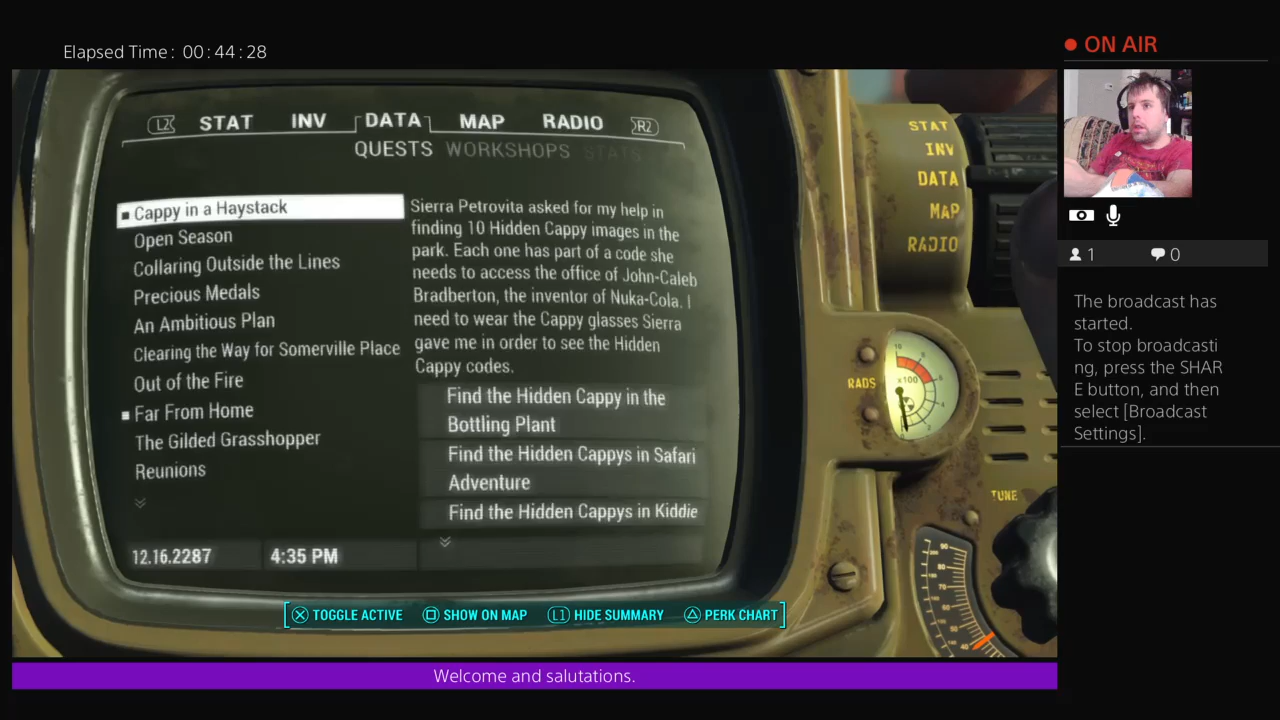 Elapsed Time: 00:44:28
ON AIR
L2 STAT INV DATA MAP RADIO R2
QUESTS WORKSHOPS STATS
Cappy in a Haystack
Open Season
Collaring Outside the Lines
Precious Medals
An Ambitious Plan
Clearing the Way for Somerville Place
Out of the Fire
Far From Home
The Gilded Grasshopper
Reunions
Sierra Petrovita asked for my help in
finding 10 Hidden Cappy images in the
park. Each one has part of a code she
needs to access the office of John-Caleb
Bradberton, the inventor of Nuka-Cola. I
need to wear the Cappy glasses Sierra
gave me in order to see the Hidden
Cappy codes.
Find the Hidden Cappy in the
Bottling Plant
Find the Hidden Cappys in Safari
Adventure
Find the Hidden Cappys in Kiddie
12.16.2287
4:35 PM
TOGGLE ACTIVE
SHOW ON MAP
L1 HIDE SUMMARY
PERK CHART
STAT
INV
DATA
MAP
RADIO
RADS
x100
TUNE
1
0
The broadcast has
started.
To stop broadcasti
ng, press the SHAR
E button, and then
select [Broadcast
Settings].
Welcome and salutations.